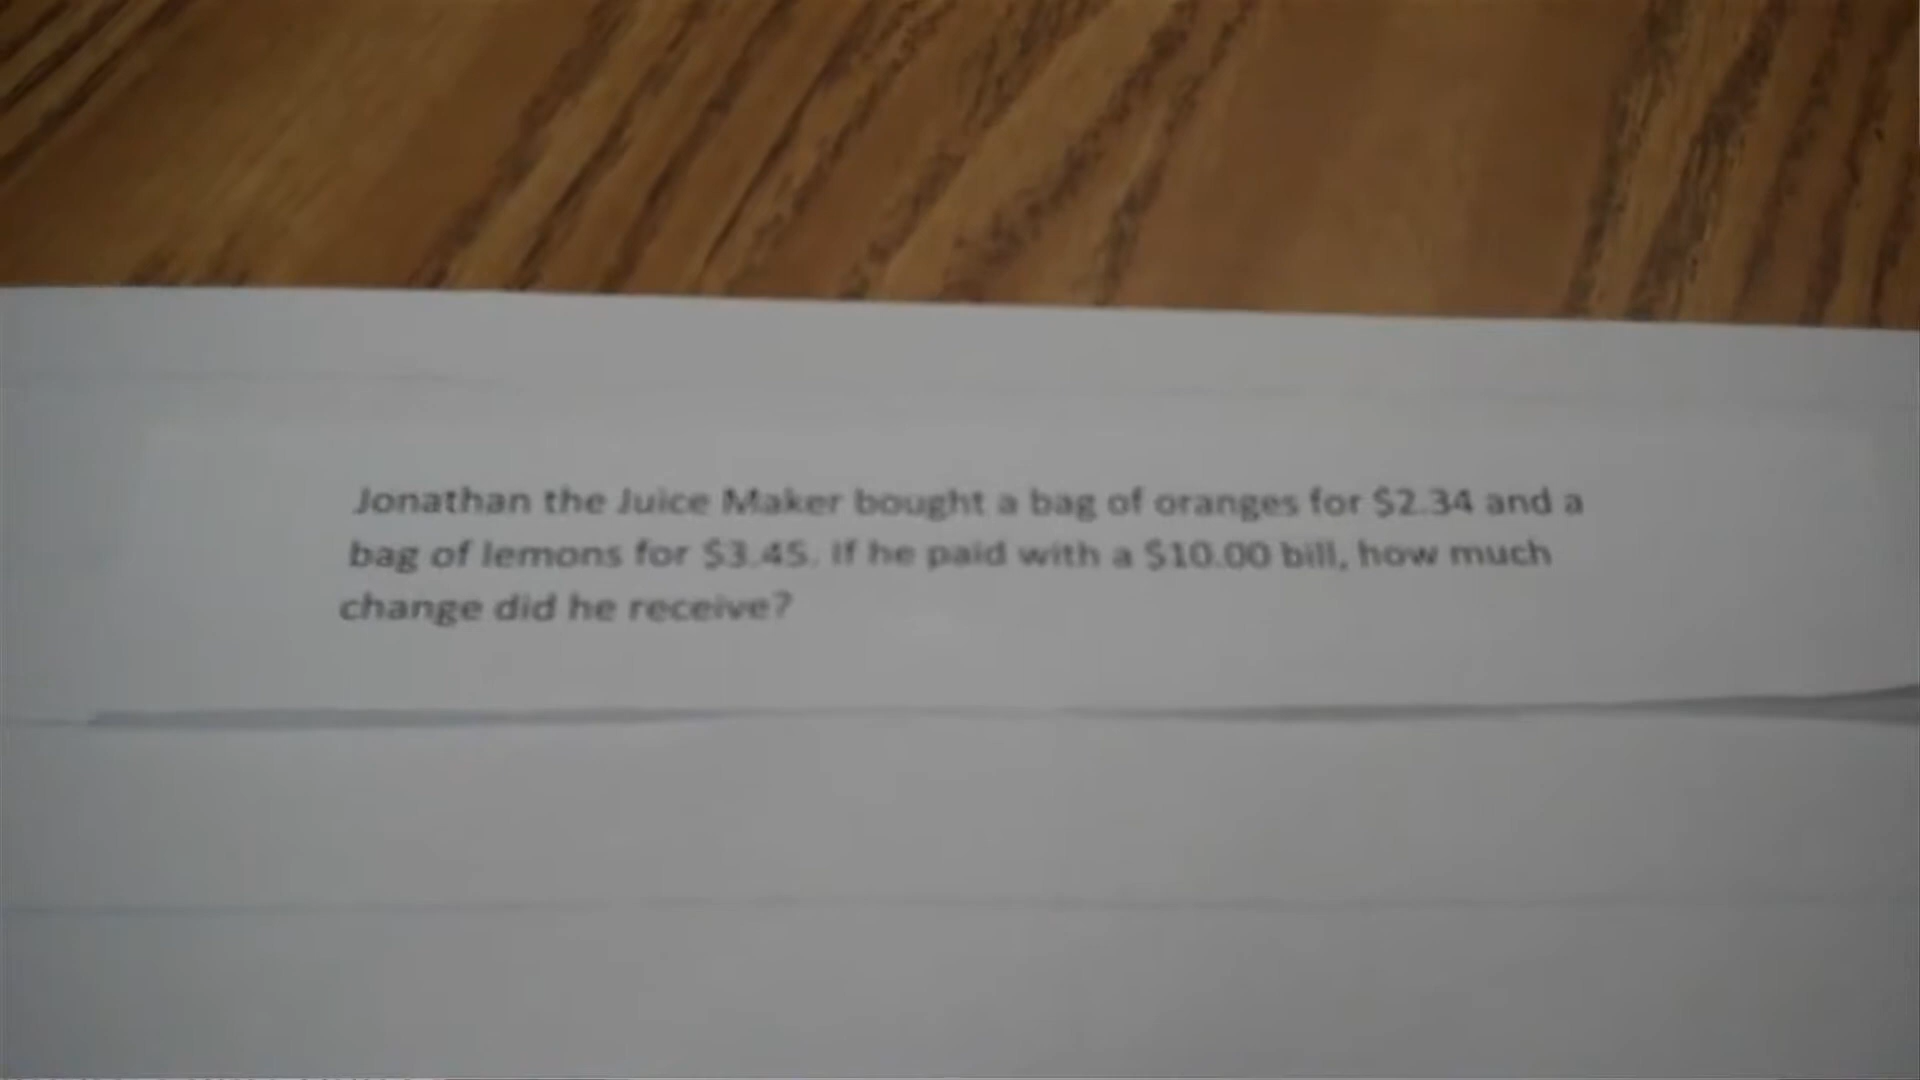 Jonathan the Juice Maker bought a bag of oranges for $2.34 and a
bag of lemons for $3.45. If he paid with a $10.00 bill, how much
change did he receive?